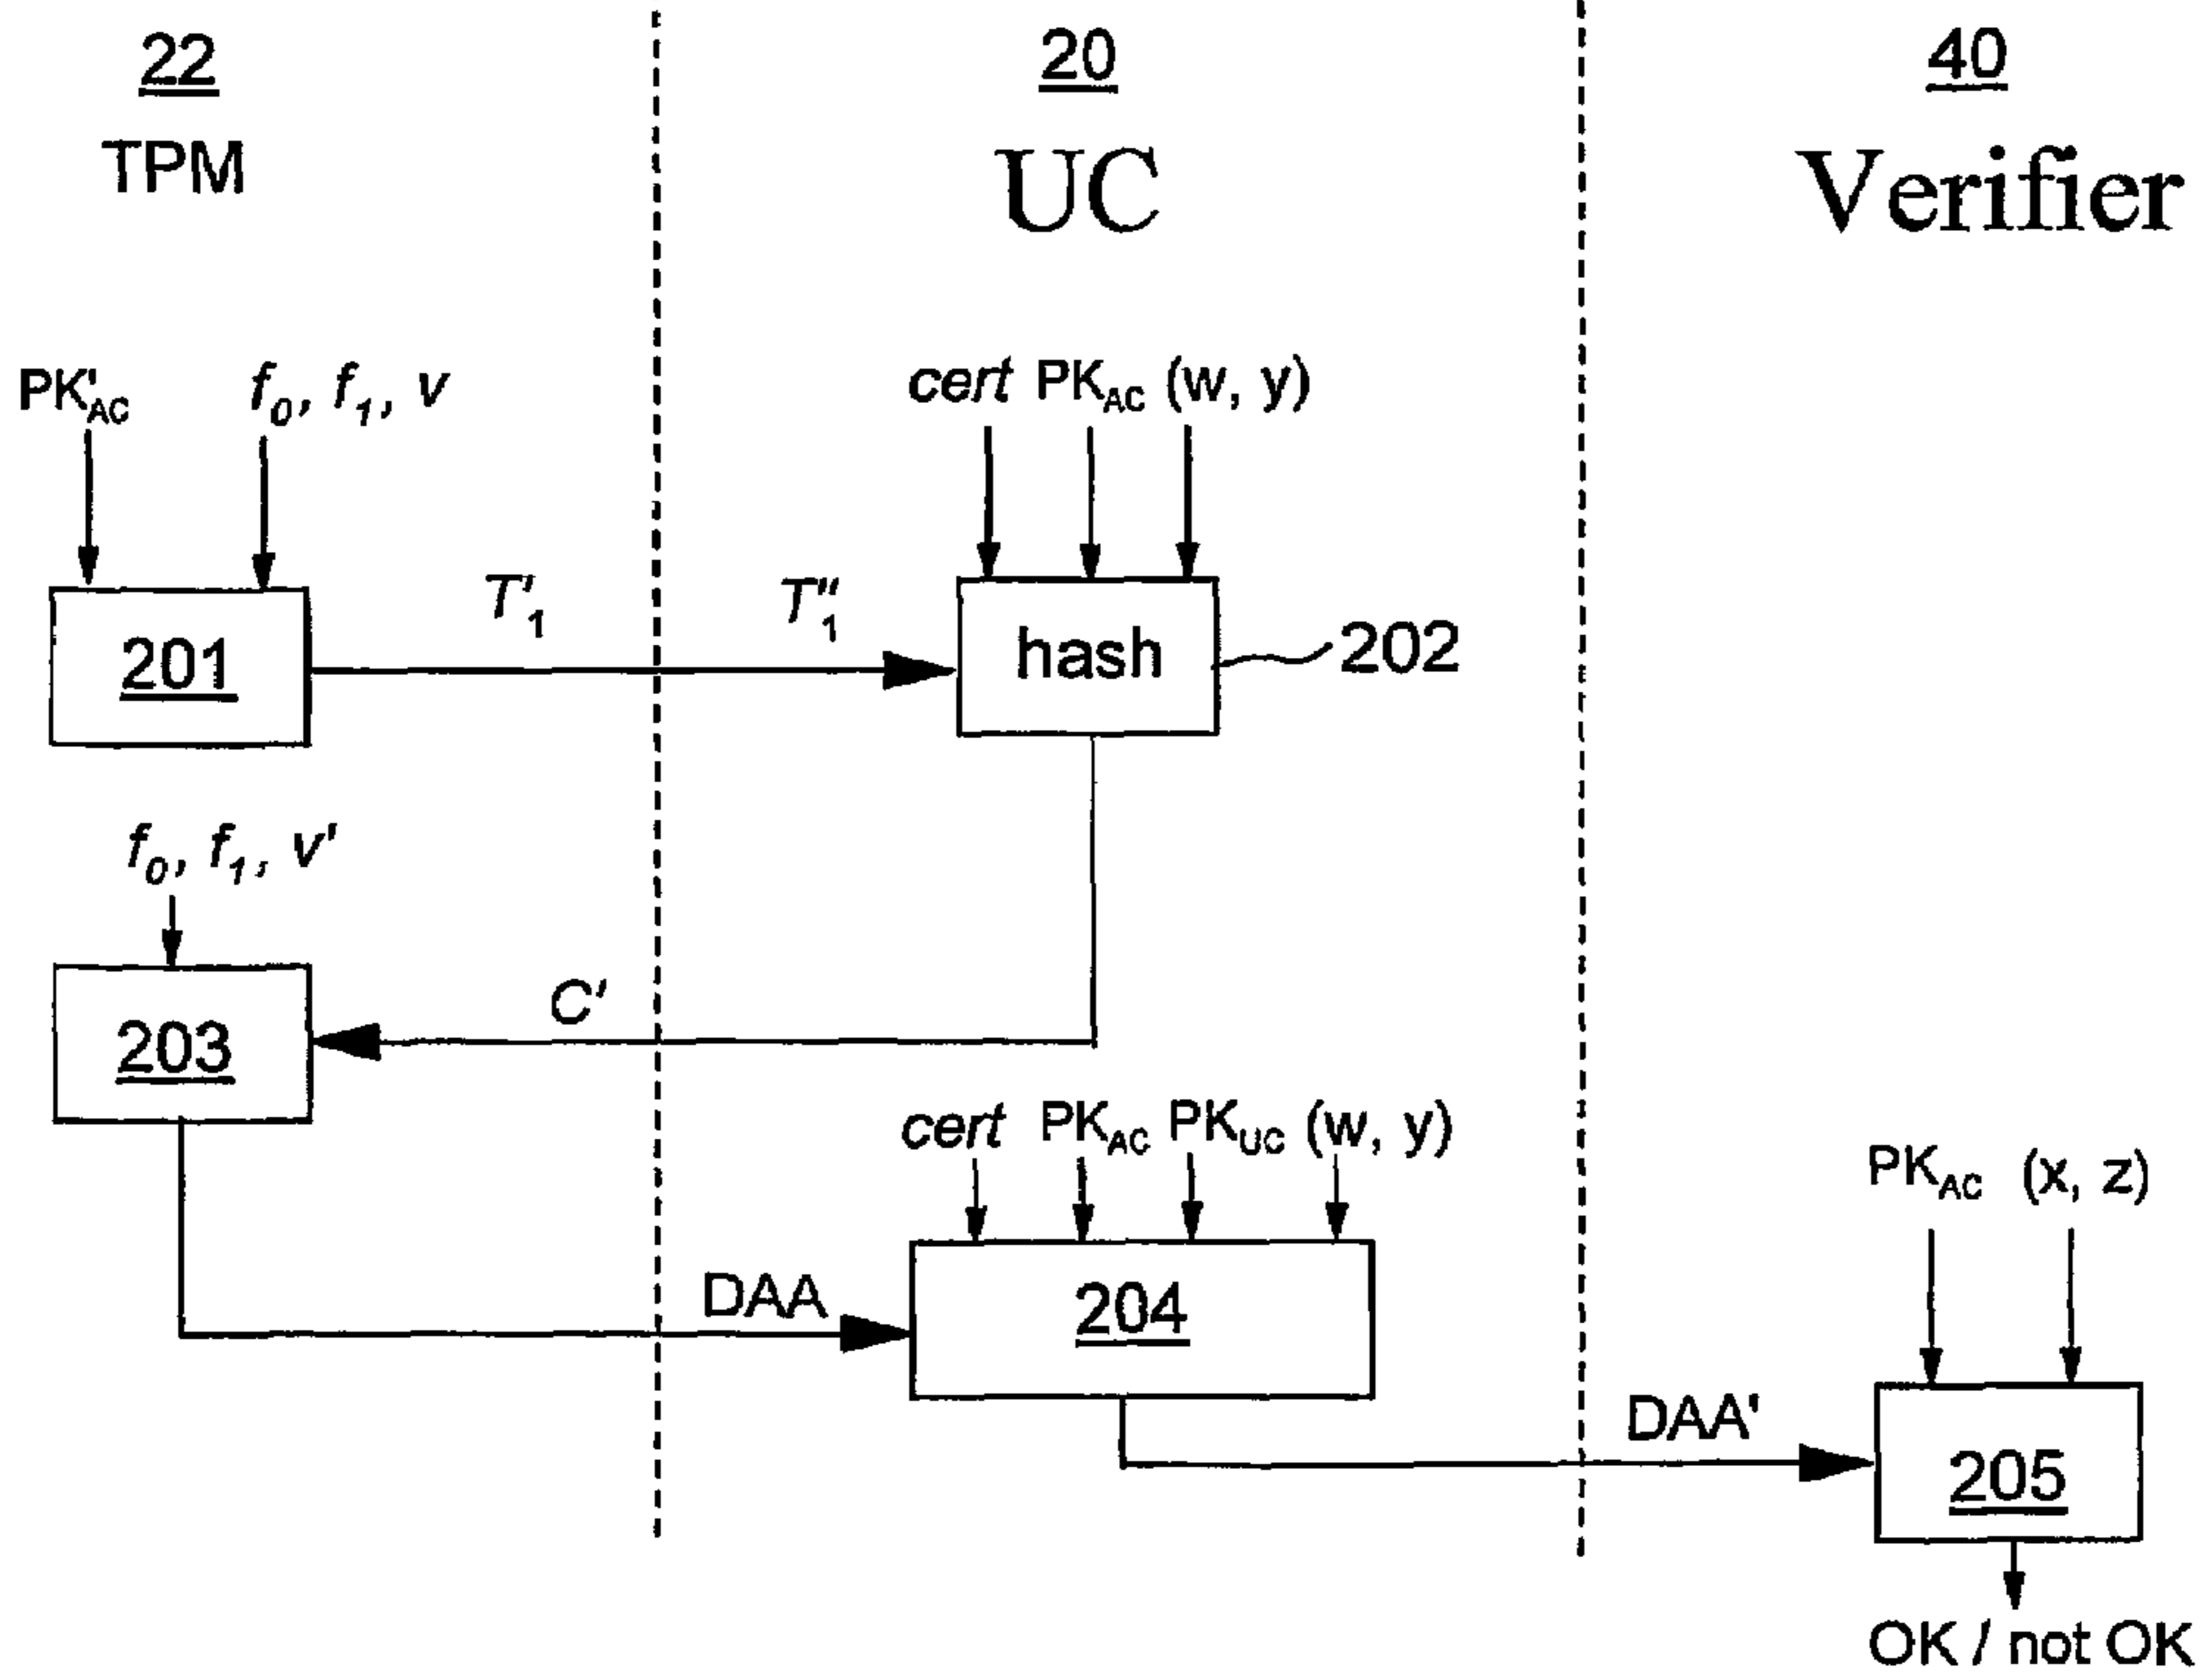 22 20 40
TPM UC Verifier
PK'AC f0, f1, v cert PKAC (w, y)
201 T'1 T''1 hash 202
f0, f1, v'
203 C'
cert PKAC PKUC (w, y)
PKAC (x, z)
DAA 204
DAA' 205
OK / not OK